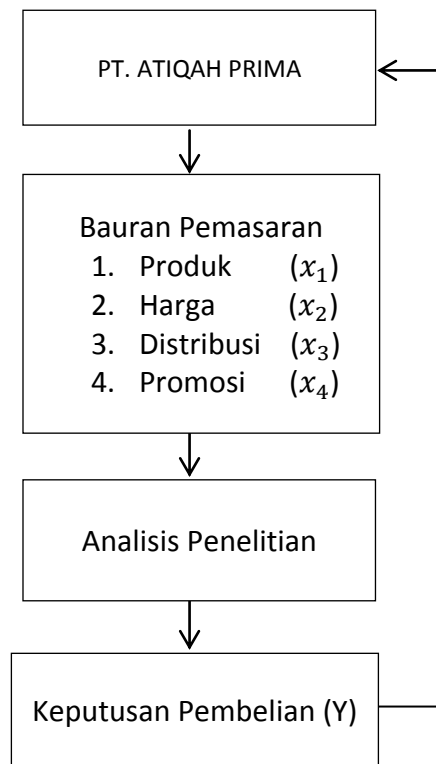 PT. ATIQAH PRIMA
Bauran Pemasaran
1. Produk (x₁)
2. Harga (x₂)
3. Distribusi (x₃)
4. Promosi (x₄)
Analisis Penelitian
Keputusan Pembelian (Y)